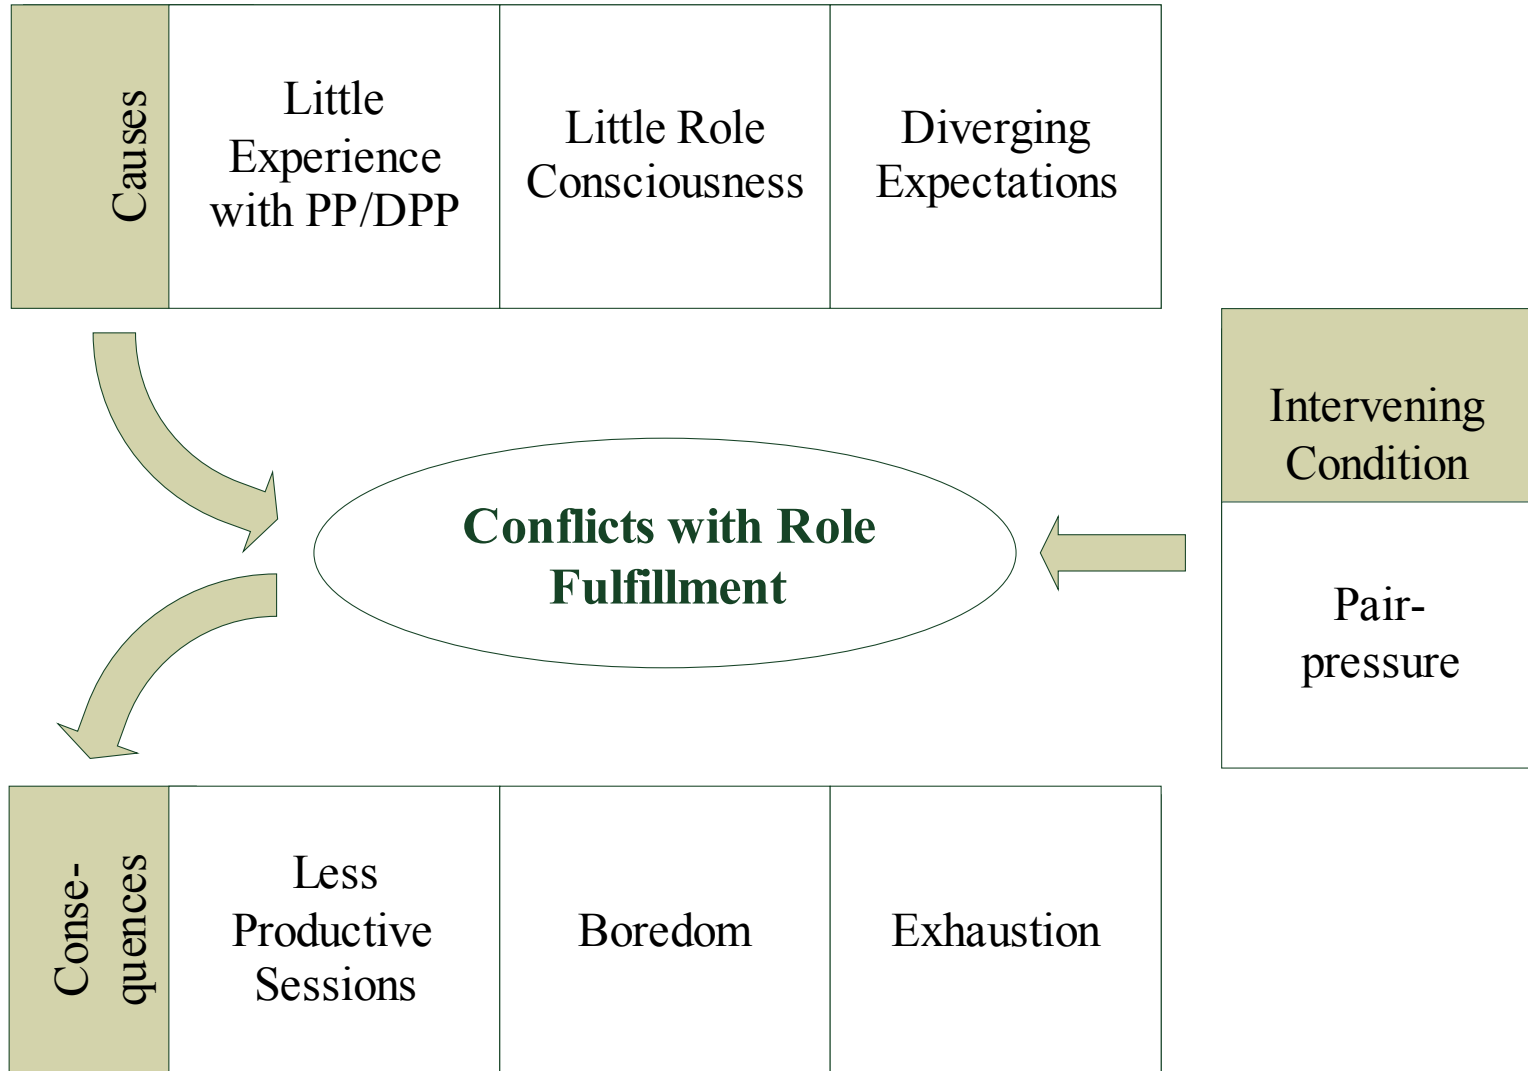 Causes
Little
Experience
with PP/DPP
Little Role
Consciousness
Diverging
Expectations
Intervening
Condition
Pair-
pressure
Conflicts with Role
Fulfillment
Conse-
quences
Less
Productive
Sessions
Boredom
Exhaustion